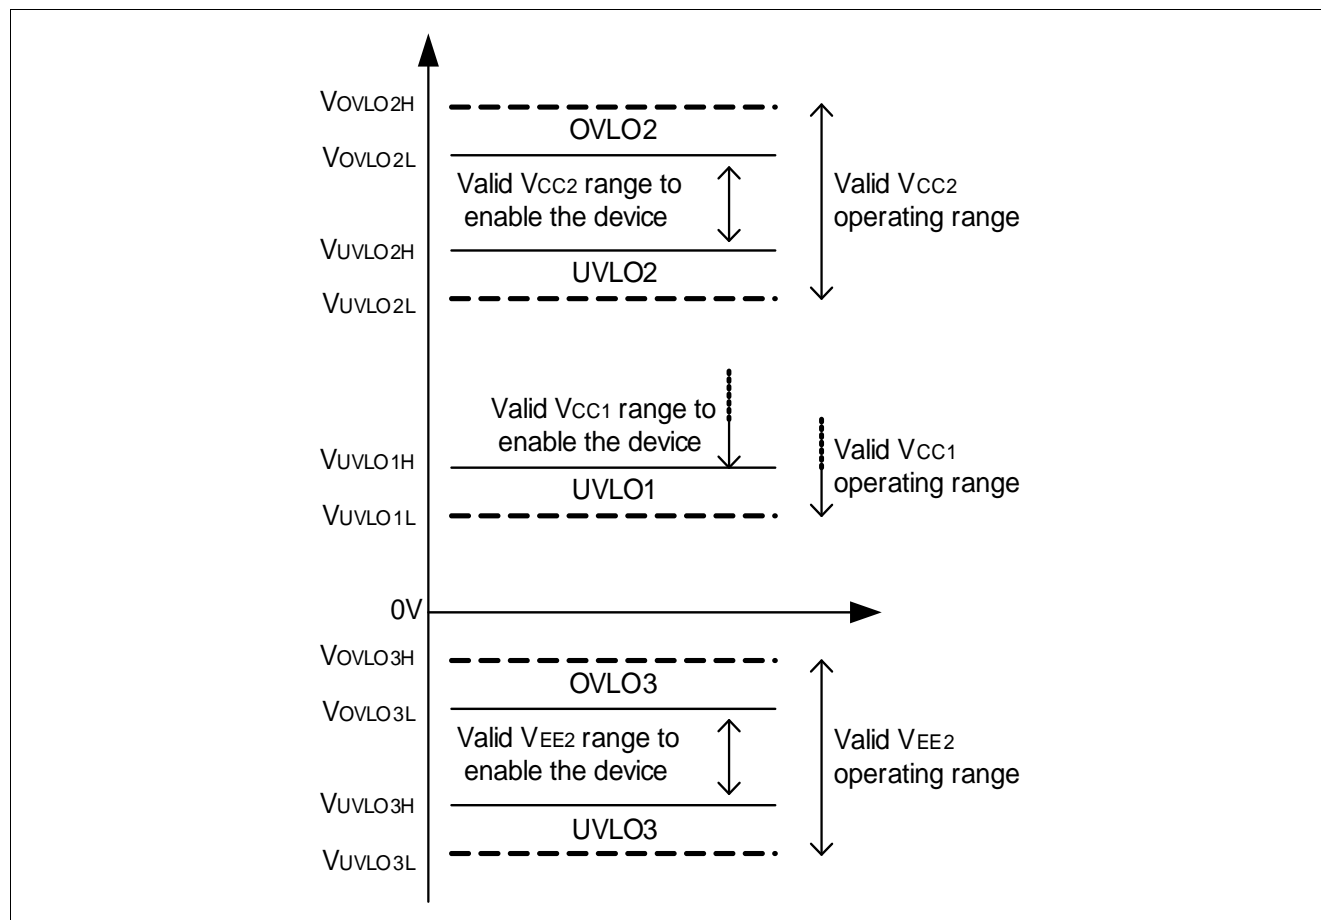 VOVLO2H
OVLO2
VOVLO2L
Valid VCC2 range to
enable the device
Valid VCC2
operating range
VUVLO2H
UVLO2
VUVLO2L
Valid VCC1 range to
enable the device
Valid VCC1
operating range
VUVLO1H
UVLO1
VUVLO1L
0V
VOVLO3H
OVLO3
VOVLO3L
Valid VEE2 range to
enable the device
Valid VEE2
operating range
VUVLO3H
UVLO3
VUVLO3L